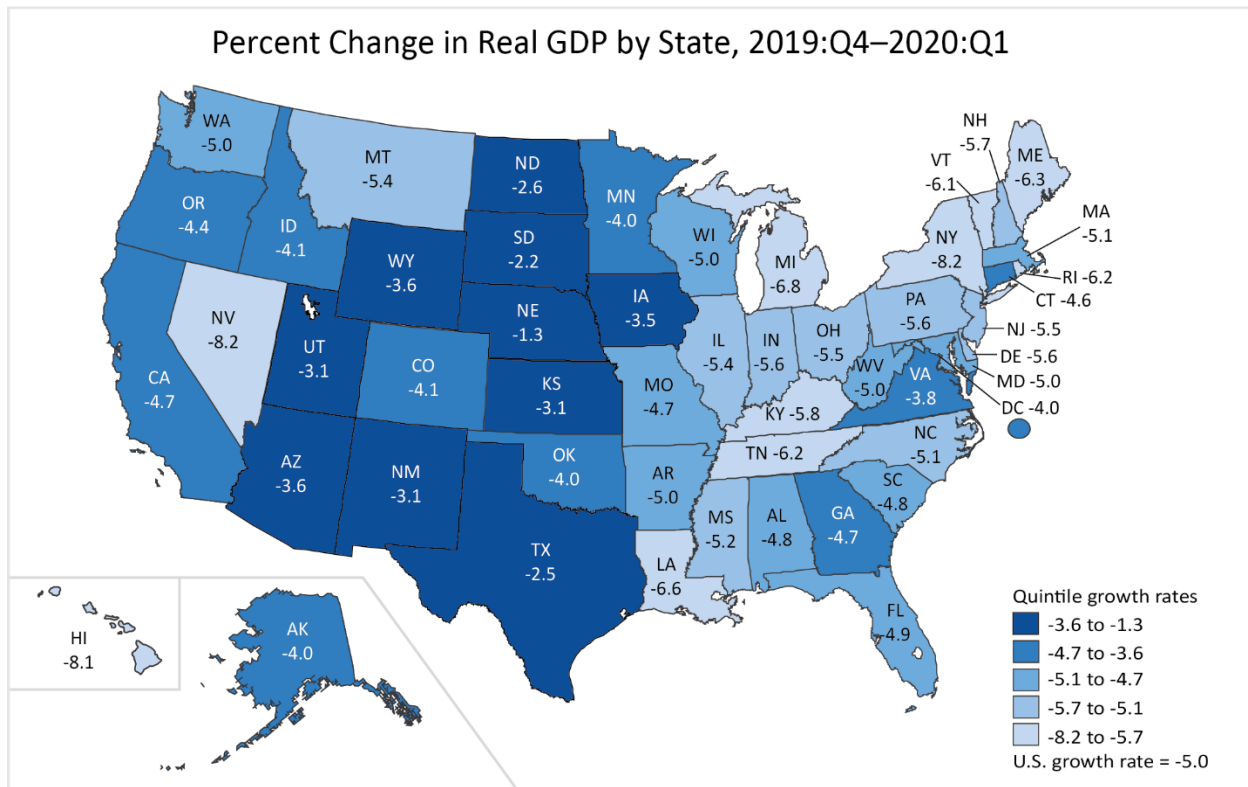 Percent Change in Real GDP by State, 2019:Q4–2020:Q1
WA
-5.0
OR
-4.4
CA
-4.7
NV
-8.2
ID
-4.1
MT
-5.4
WY
-3.6
UT
-3.1
AZ
-3.6
CO
-4.1
NM
-3.1
ND
-2.6
SD
-2.2
NE
-1.3
KS
-3.1
OK
-4.0
TX
-2.5
MN
-4.0
IA
-3.5
MO
-4.7
AR
-5.0
LA
-6.6
WI
-5.0
IL
-5.4
MI
-6.8
IN
-5.6
OH
-5.5
KY -5.8
TN -6.2
MS
-5.2
AL
-4.8
GA
-4.7
FL
-4.9
SC
-4.8
NC
-5.1
VA
-3.8
WV
-5.0
PA
-5.6
NY
-8.2
VT
-6.1
NH
-5.7
ME
-6.3
MA
-5.1
RI -6.2
CT -4.6
NJ -5.5
DE -5.6
MD -5.0
DC -4.0
HI
-8.1
AK
-4.0
Quintile growth rates
-3.6 to -1.3
-4.7 to -3.6
-5.1 to -4.7
-5.7 to -5.1
-8.2 to -5.7
U.S. growth rate = -5.0